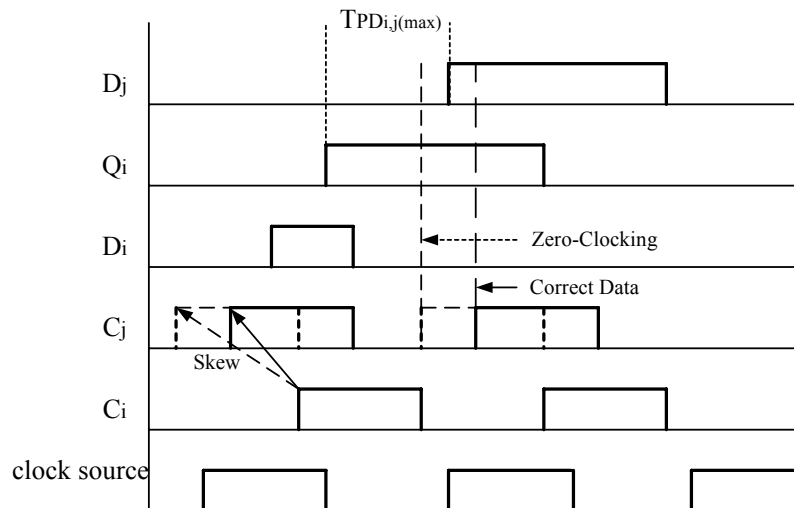 TPDi,j(max)
Dj
Qi
Di
Zero-Clocking
Correct Data
Cj
Skew
Ci
clock source